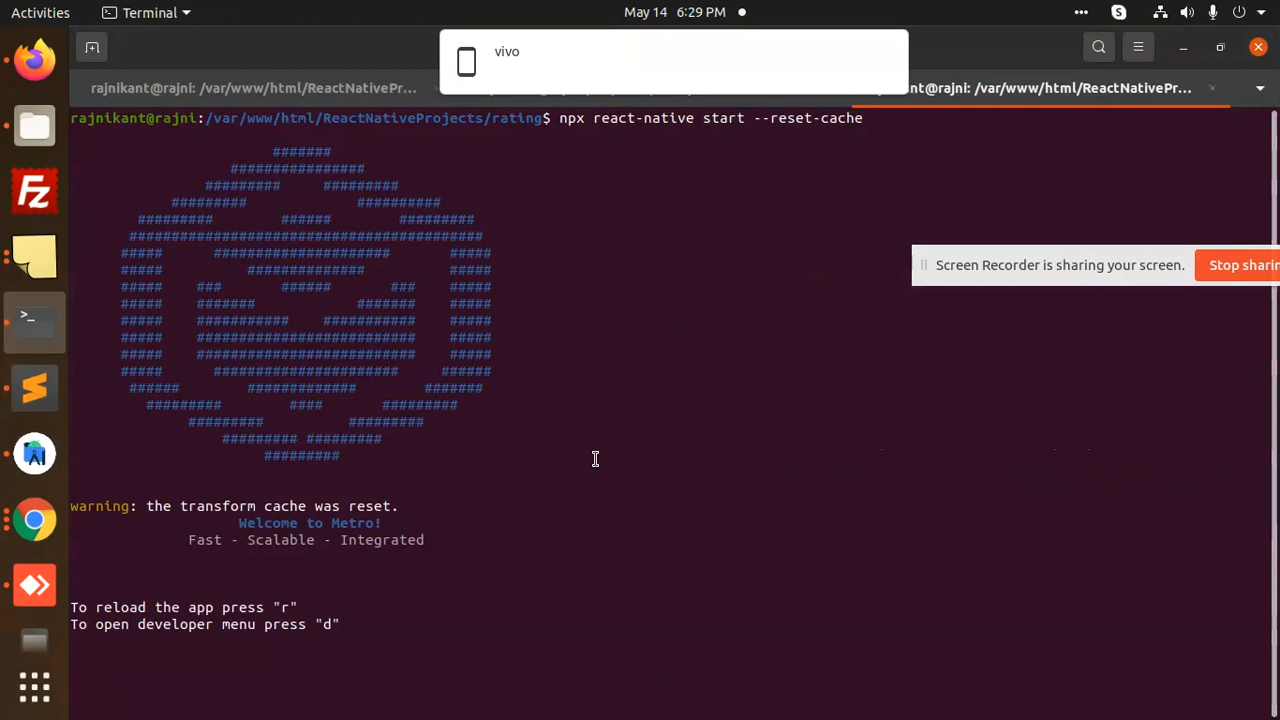 Activities
Terminal
May 14 6:29 PM
vivo
rajnikant@rajni: /var/www/html/ReactNativePr...
nt@rajni: /var/www/html/ReactNativePr...
rajnikant@rajni:/var/www/html/ReactNativeProjects/rating$ npx react-native start --reset-cache
#######
################
######### #########
######### ##########
######### ###### #########
##########################################
##### ##################### #####
##### ############## #####
##### ### ###### ### #####
##### ####### ####### #####
##### ########### ########### #####
##### ########################## #####
##### ########################## #####
##### ###################### ######
###### ############# #######
######### #### #########
######### #########
######### #########
#########
Screen Recorder is sharing your screen.
Stop sharin
warning: the transform cache was reset.
Welcome to Metro!
Fast - Scalable - Integrated
To reload the app press "r"
To open developer menu press "d"